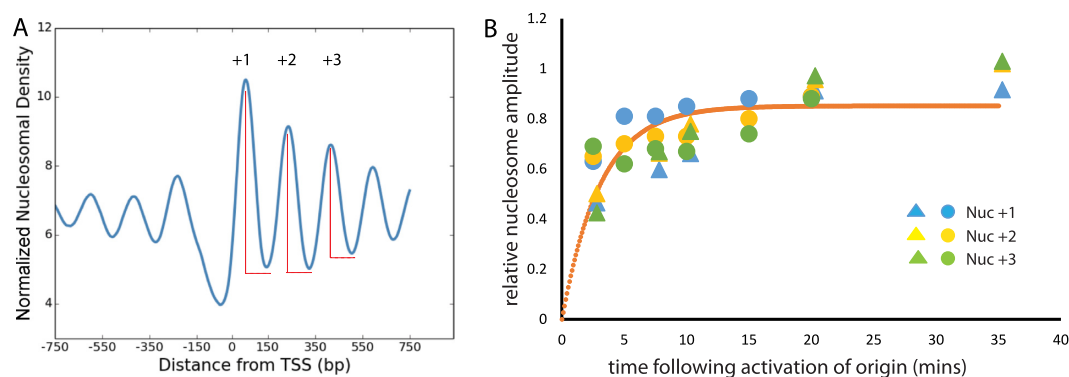 A
12
10
8
6
4
Normalized Nucleosomal Density
+1 +2 +3
-750 -550 -350 -150 0 150 350 550 750
Distance from TSS (bp)
B
1.2
1
0.8
0.6
0.4
0.2
0
relative nucleosome amplitude
Nuc +1
Nuc +2
Nuc +3
0 5 10 15 20 25 30 35 40
time following activation of origin (mins)